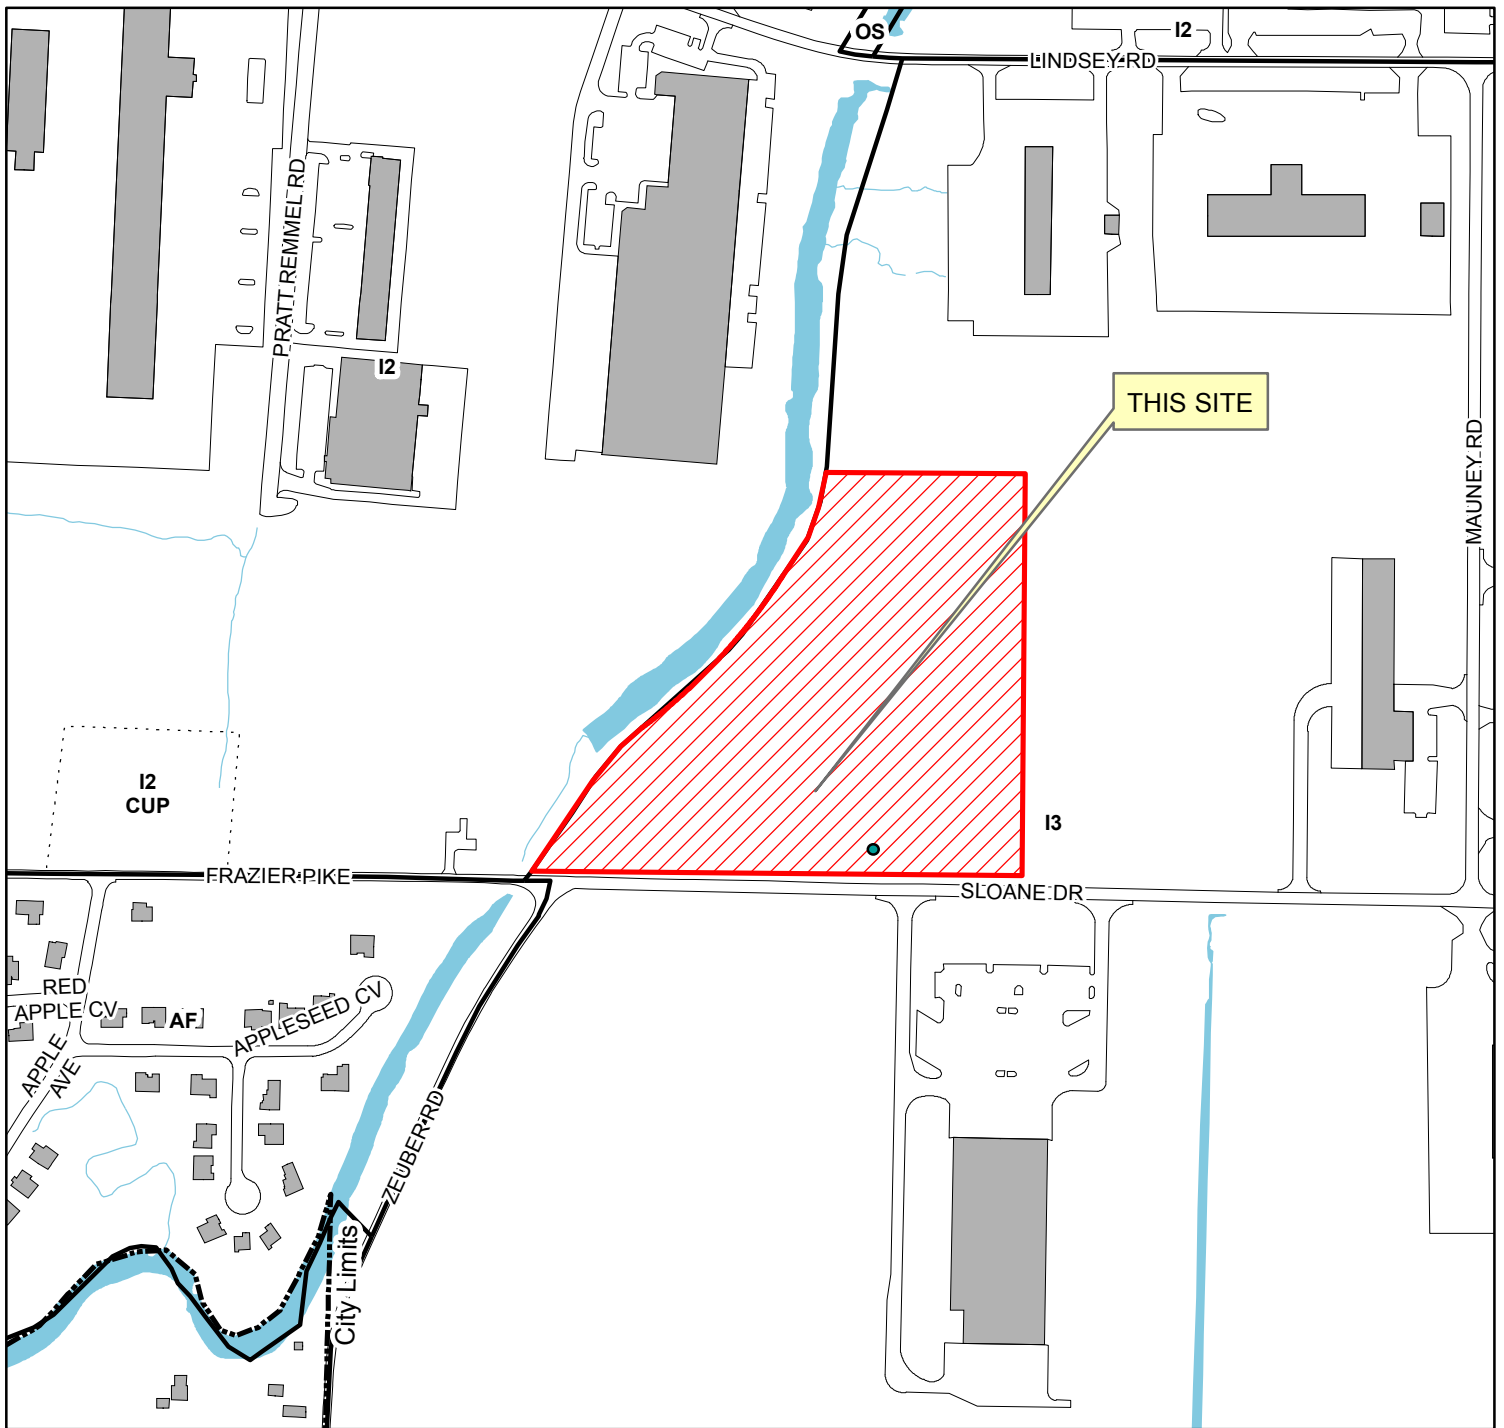 OS
I2
LINDSEY RD
PRATT REMMEL RD
I2
THIS SITE
MAUNEY RD
I2
CUP
I3
FRAZIER PIKE
SLOANE DR
RED
APPLE CV
AF
APPLESEED CV
APPLE
AVE
ZEUBER RD
City Limits